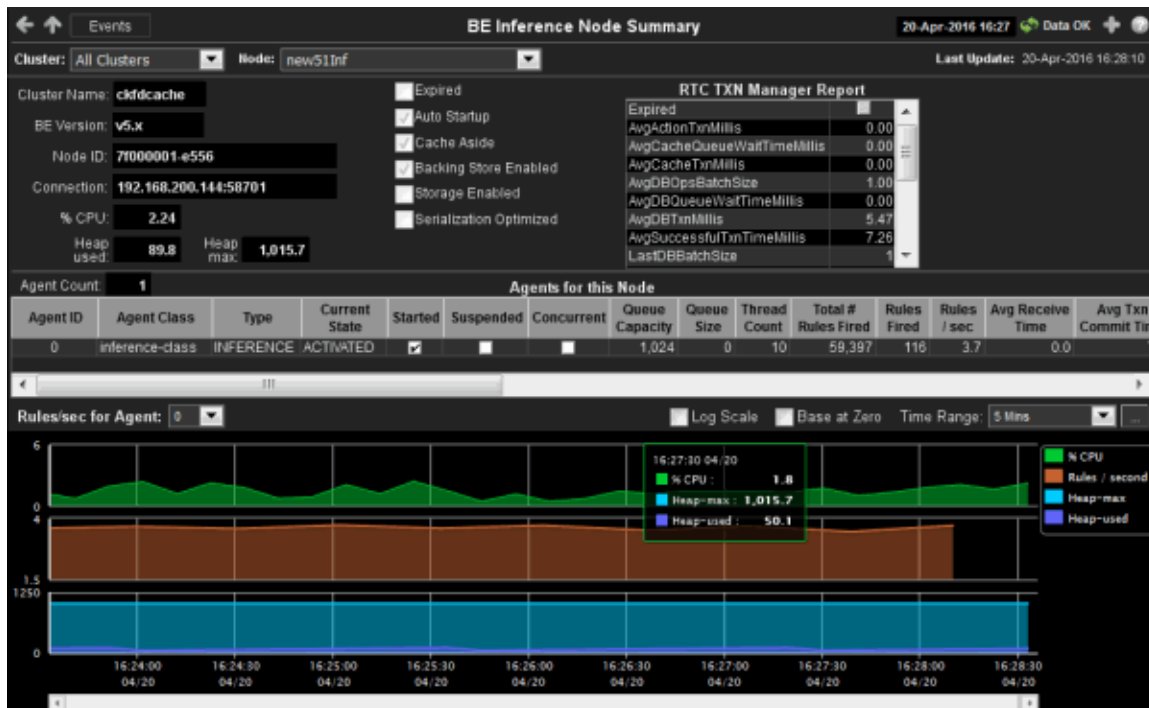 Events
BE Inference Node Summary
20-Apr-2016 16:27 Data OK
Cluster: All Clusters Node: new51Inf
Last Update: 20-Apr-2016 16:28:10
Cluster Name: ckfdcache
BE Version: v5.x
Node ID: 7f000001-e556
Connection: 192.168.200.144:58701
% CPU: 2.24
Heap used: 89.8 Heap max: 1,015.7
Expired
Auto Startup
Cache Aside
Backing Store Enabled
Storage Enabled
Serialization Optimized
RTC TXN Manager Report
Expired
AvgActionTxnMillis 0.00
AvgCacheQueueWaitTimeMillis 0.00
AvgCacheTxnMillis 0.00
AvgDBOpsBatchSize 1.00
AvgDBQueueWaitTimeMillis 0.00
AvgDBTxnMillis 5.47
AvgSuccessfulTxnTimeMillis 7.26
LastDBBatchSize 1
Agent Count: 1
Agents for this Node
Agent ID Agent Class Type Current State Started Suspended Concurrent Queue Capacity Queue Size Thread Count Total # Rules Fired Rules Fired Rules / sec Avg Receive Time Avg Txn Commit Tim
0 inference-class INFERENCE ACTIVATED 1,024 0 10 59,397 116 3.7 0.0
Rules/sec for Agent: 0 Log Scale Base at Zero Time Range: 5 Mins ...
6
0
4
1.5
1250
0
16:27:30 04/20
% CPU : 1.8
Heap-max : 1,015.7
Heap-used : 50.1
% CPU
Rules / second
Heap-max
Heap-used
16:24:00 16:24:30 16:25:00 16:25:30 16:26:00 16:26:30 16:27:00 16:27:30 16:28:00 16:28:30
04/20 04/20 04/20 04/20 04/20 04/20 04/20 04/20 04/20 04/20